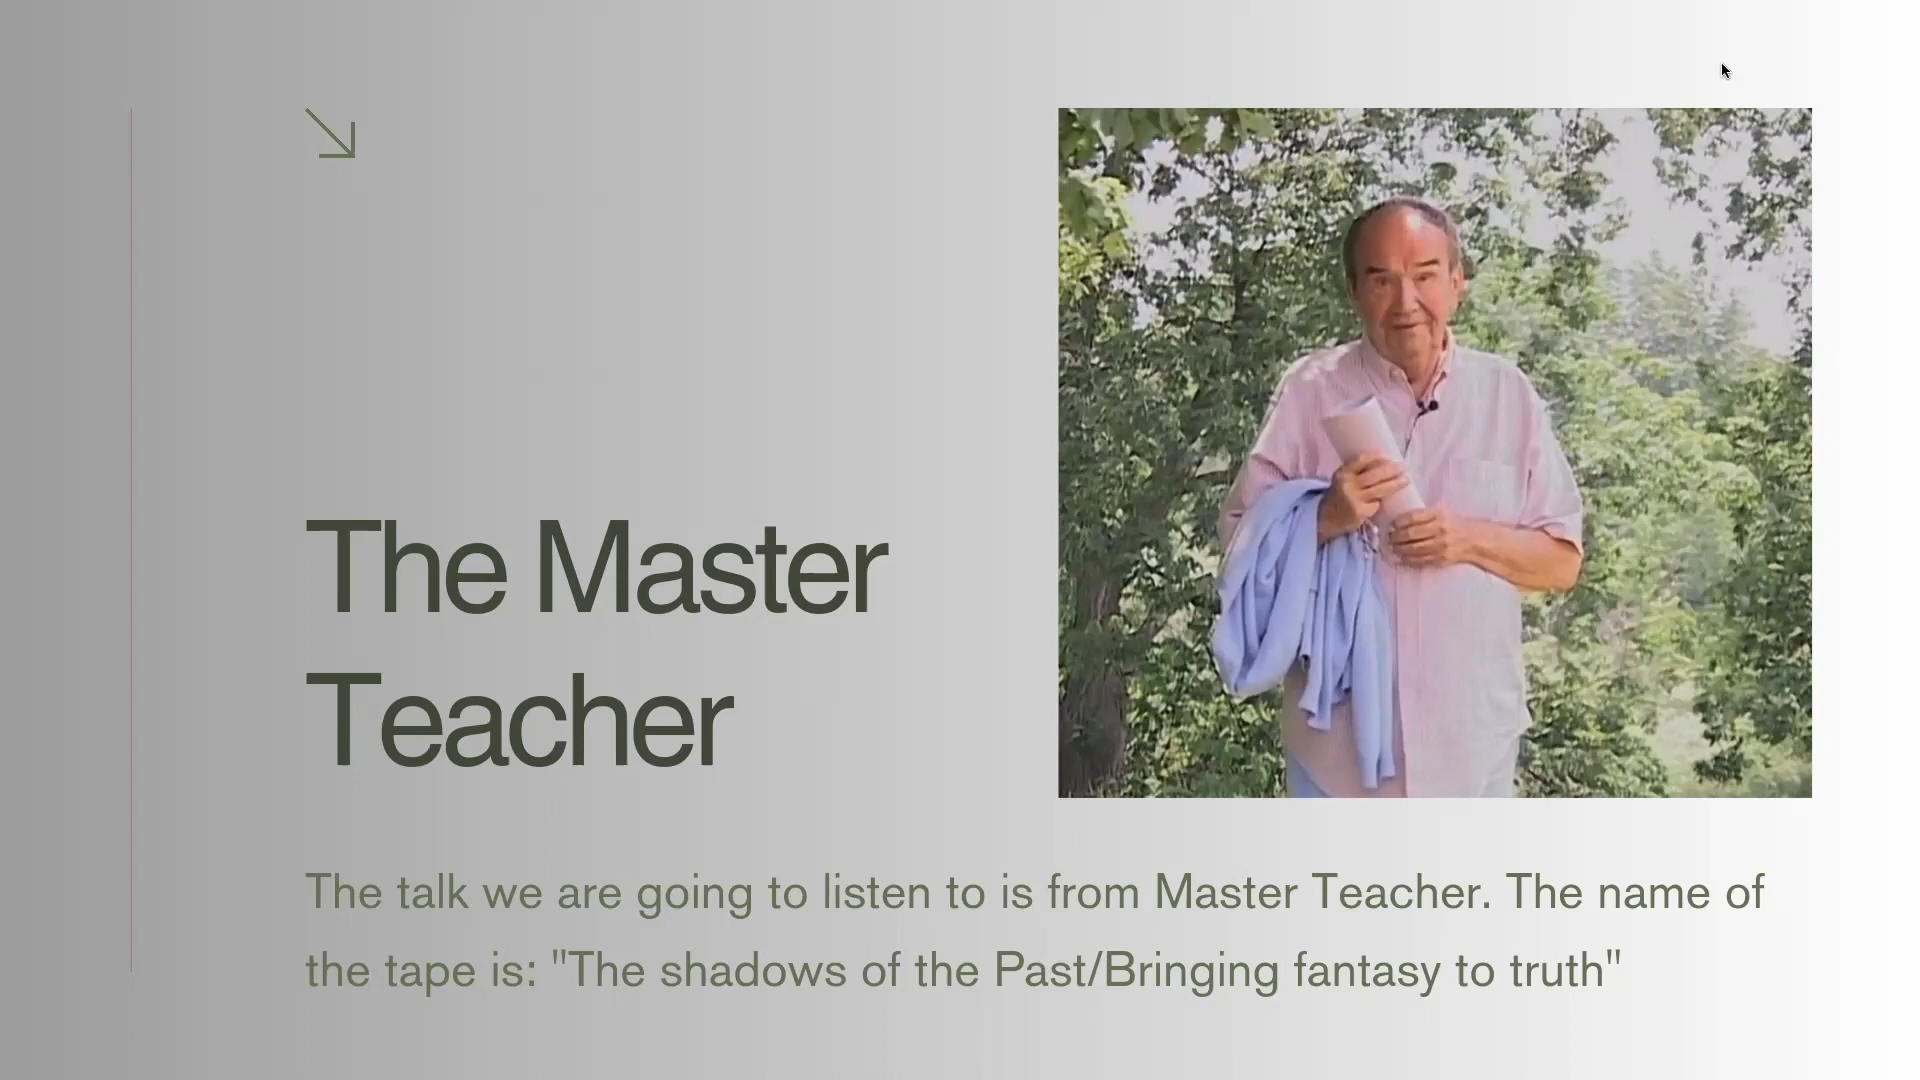 The Master
Teacher
The talk we are going to listen to is from Master Teacher. The name of
the tape is: "The shadows of the Past/Bringing fantasy to truth"